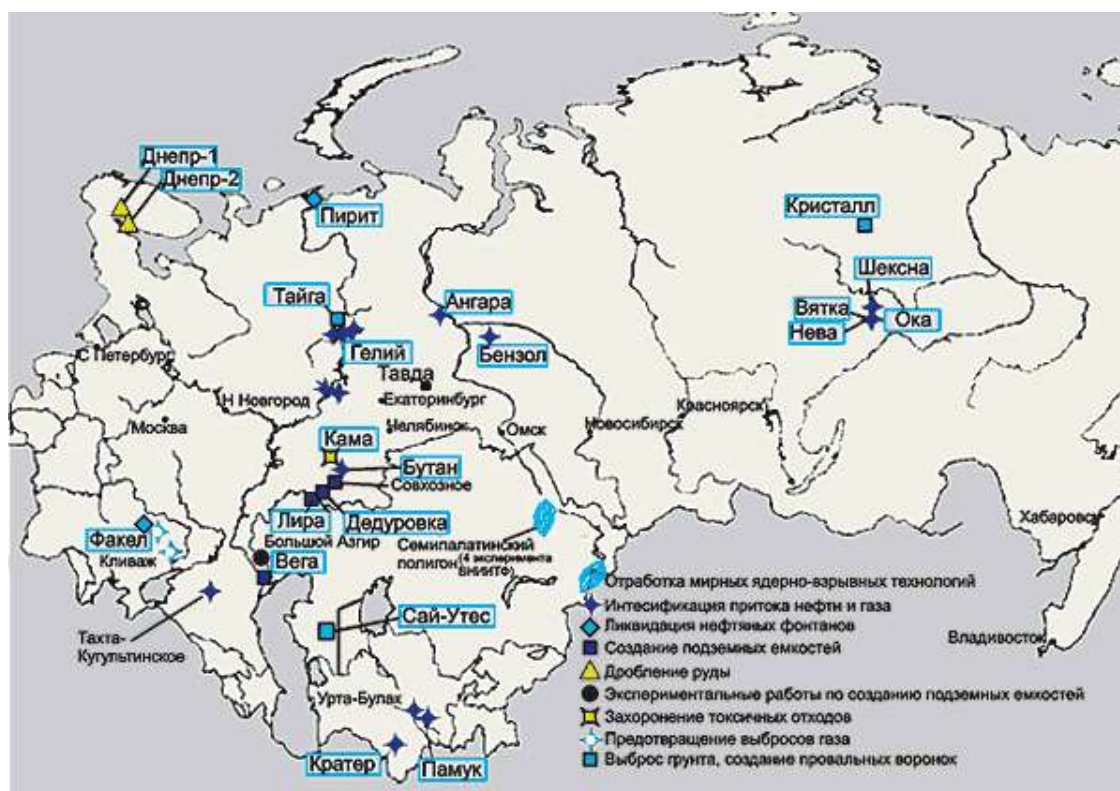 Днепр-1
Днепр-2
Пирит
Кристалл
Шексна
Тайга
Ангара
Вятка
Нева
Ока
Гелий
Бензол
С Петербург
Тавда
Н Новгород
Екатеринбург
Красноярск
Москва
Челябинск
Омск
Новосибирск
Кама
Бутан
Совхозное
Лира
Дедуровка
Хабаровск
Факел
Большой Азгир
Семипалатинский
полигон (4 эксперимента
ВНИИТФ)
Кливаж
Вега
Отработка мирных ядерно-взрывных технологий
Интесификация притока нефти и газа
Сай-Утес
Ликвидация нефтяных фонтанов
Тахта-
Кугультинское
Создание подземных емкостей
Владивосток
Дробление руды
Урта-Булак
Экспериментальные работы по созданию подземных емкостей
Захоронение токсичных отходов
Предотвращение выбросов газа
Кратер
Памук
Выброс грунта, создание провальных воронок